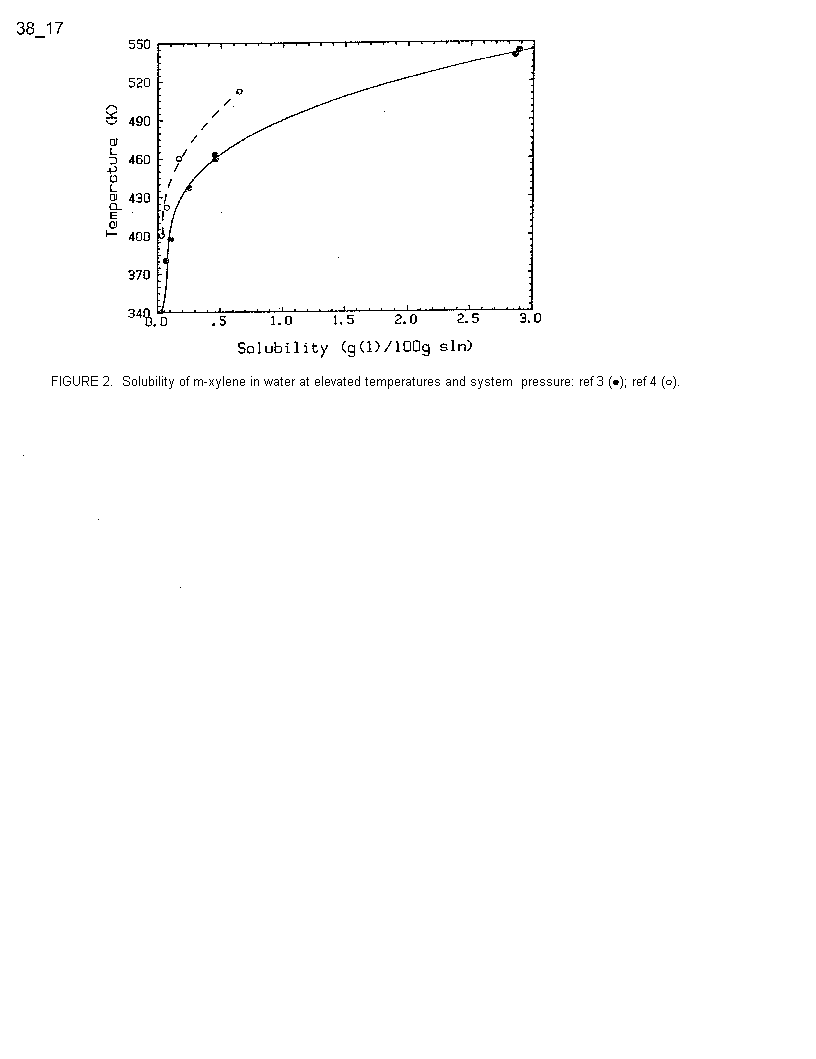 38_17
550
520
490
460
430
400
370
340
Temperature (K)
0.0 .5 1.0 1.5 2.0 2.5 3.0
Solubility (g(1)/100g sln)
FIGURE 2. Solubility of m-xylene in water at elevated temperatures and system pressure: ref 3 (●); ref 4 (○).